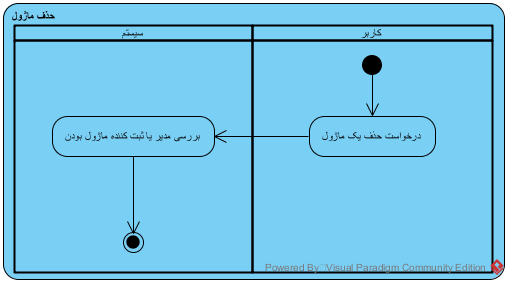 حذف ماژول
کاربر
سیستم
درخواست حذف یک ماژول
بررسی مدیر یا ثبت کننده ماژول بودن
Powered By Visual Paradigm Community Edition